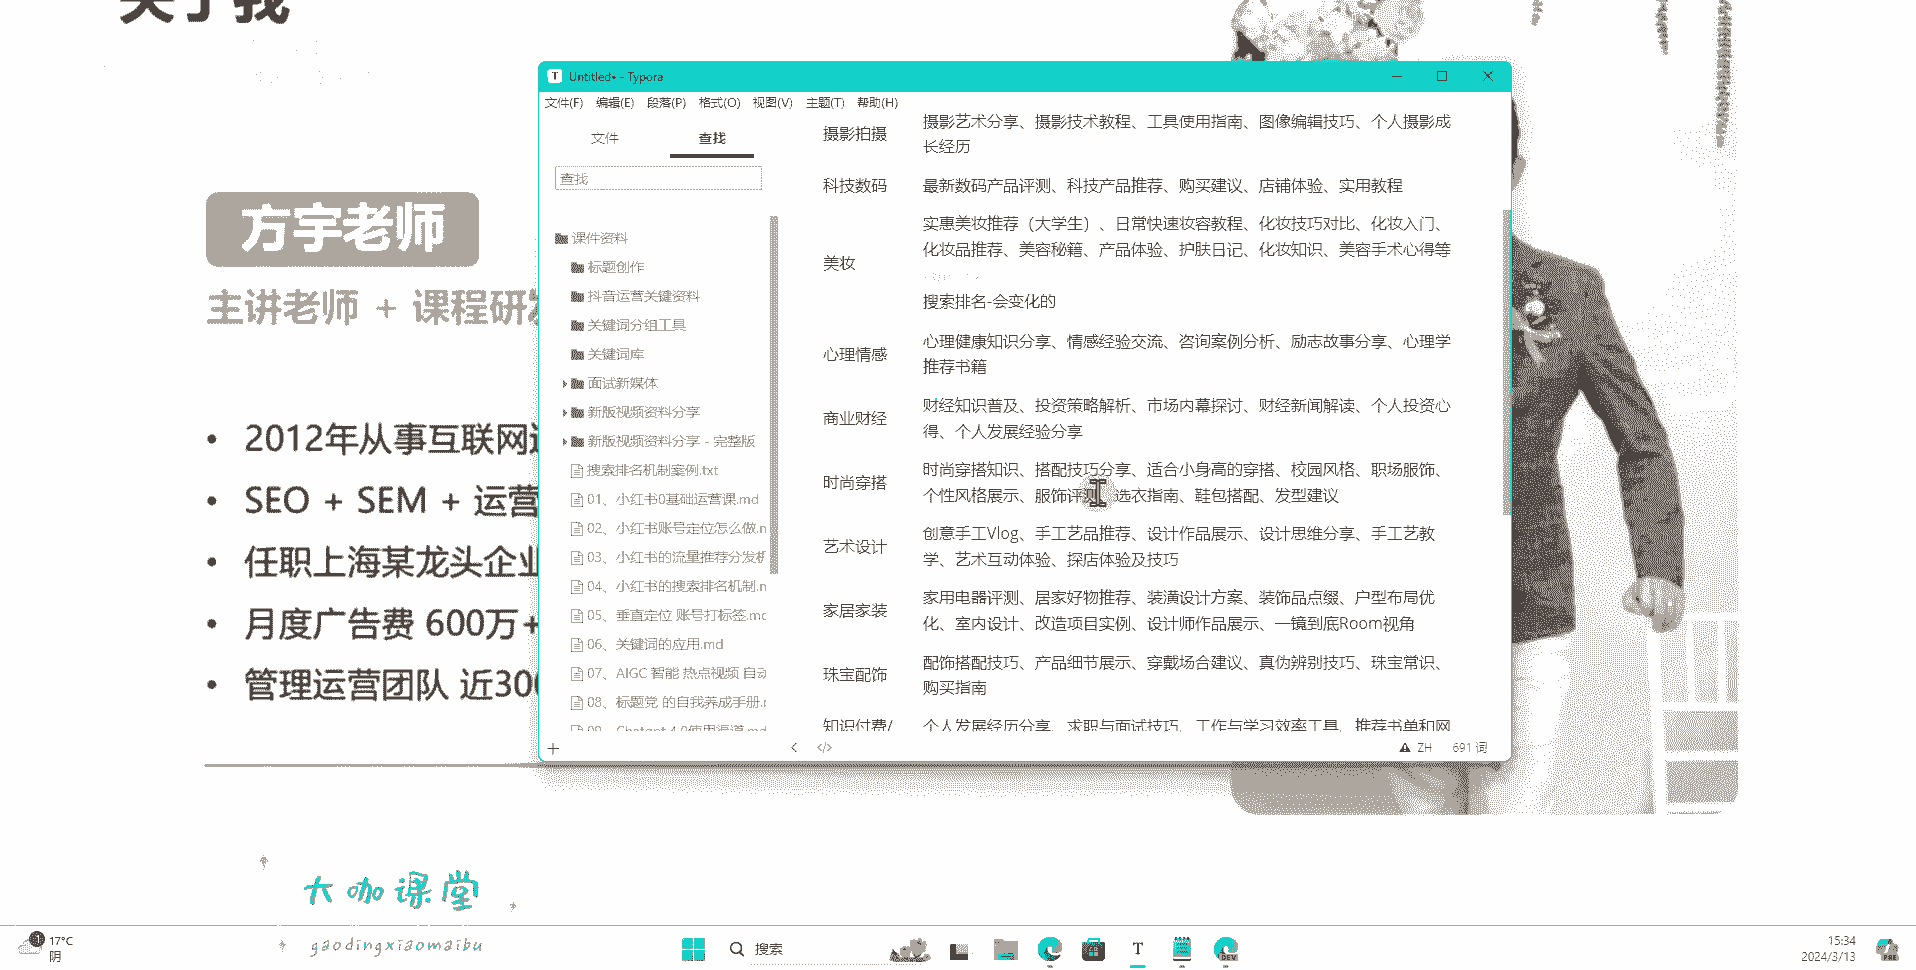 关于我
方宇老师
主讲老师 + 课程研发
2012年从事互联网
SEO + SEM + 运营
任职上海某龙头企业
月度广告费 600万+
管理运营团队 近30
大咖课堂
gaodingxiaomaibu
Untitled• - Typora
文件(F) 编辑(E) 段落(P) 格式(O) 视图(V) 主题(T) 帮助(H)
文件 查找
查找
课件资料
标题创作
抖音运营关键资料
关键词分组工具
关键词库
面试新媒体
新版视频资料分享
新版视频资料分享 - 完整版
搜索排名机制案例.txt
01、小红书0基础运营课.md
02、小红书账号定位怎么做.
03、小红书的流量推荐分发机
04、小红书的搜索排名机制.
05、垂直定位 账号打标签.m
06、关键词的应用.md
07、AIGC 智能 热点视频 自动
08、标题党 的自我养成手册.
09、Chatgpt 4.0使用渠道.md
摄影拍摄
摄影艺术分享、摄影技术教程、工具使用指南、图像编辑技巧、个人摄影成
长经历
科技数码
最新数码产品评测、科技产品推荐、购买建议、店铺体验、实用教程
美妆
实惠美妆推荐（大学生）、日常快速妆容教程、化妆技巧对比、化妆入门、
化妆品推荐、美容秘籍、产品体验、护肤日记、化妆知识、美容手术心得等
搜索排名-会变化的
心理情感
心理健康知识分享、情感经验交流、咨询案例分析、励志故事分享、心理学
推荐书籍
商业财经
财经知识普及、投资策略解析、市场内幕探讨、财经新闻解读、个人投资心
得、个人发展经验分享
时尚穿搭
时尚穿搭知识、搭配技巧分享、适合小身高的穿搭、校园风格、职场服饰、
个性风格展示、服饰评测、选衣指南、鞋包搭配、发型建议
艺术设计
创意手工Vlog、手工艺品推荐、设计作品展示、设计思维分享、手工艺教
学、艺术互动体验、探店体验及技巧
家居家装
家用电器评测、居家好物推荐、装潢设计方案、装饰品点缀、户型布局优
化、室内设计、改造项目实例、设计师作品展示、一镜到底Room视角
珠宝配饰
配饰搭配技巧、产品细节展示、穿戴场合建议、真伪辨别技巧、珠宝常识、
购买指南
知识付费/
个人发展经历分享、求职与面试技巧、工作与学习效率工具、推荐书单和网
ZH 691 词
1
17°C
阴
搜索
T
DEV
15:34
2024/3/13
PRE